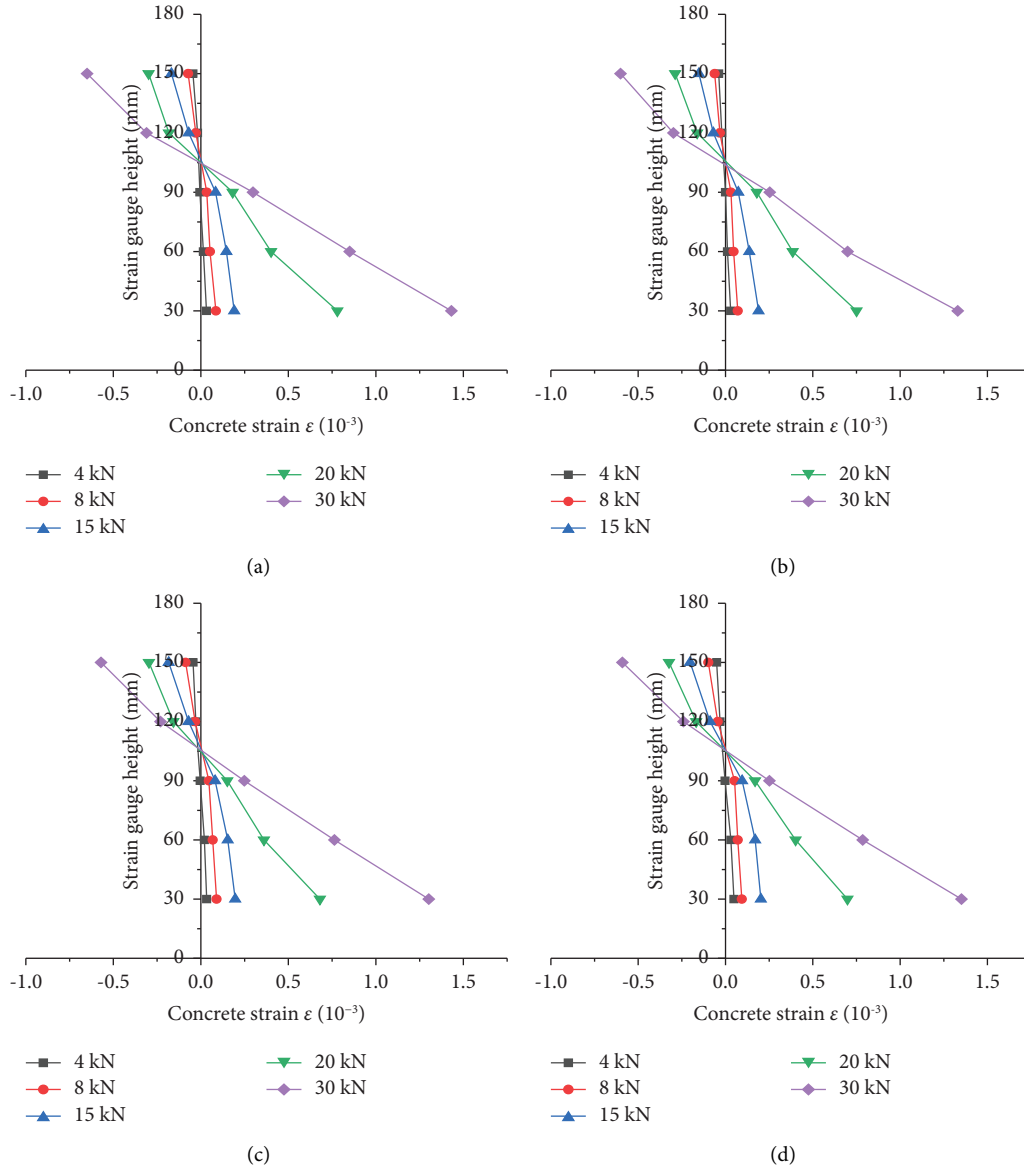 180
150
120
90
60
30
0
Strain gauge height (mm)
-1.0 -0.5 0.0 0.5 1.0 1.5
Concrete strain ε (10⁻³)
4 kN
8 kN
15 kN
20 kN
30 kN
(a)
180
150
120
90
60
30
0
Strain gauge height (mm)
-1.0 -0.5 0.0 0.5 1.0 1.5
Concrete strain ε (10⁻³)
4 kN
8 kN
15 kN
20 kN
30 kN
(b)
180
150
120
90
60
30
0
Strain gauge height (mm)
-1.0 -0.5 0.0 0.5 1.0 1.5
Concrete strain ε (10⁻³)
4 kN
8 kN
15 kN
20 kN
30 kN
(c)
180
150
120
90
60
30
0
Strain gauge height (mm)
-1.0 -0.5 0.0 0.5 1.0 1.5
Concrete strain ε (10⁻³)
4 kN
8 kN
15 kN
20 kN
30 kN
(d)